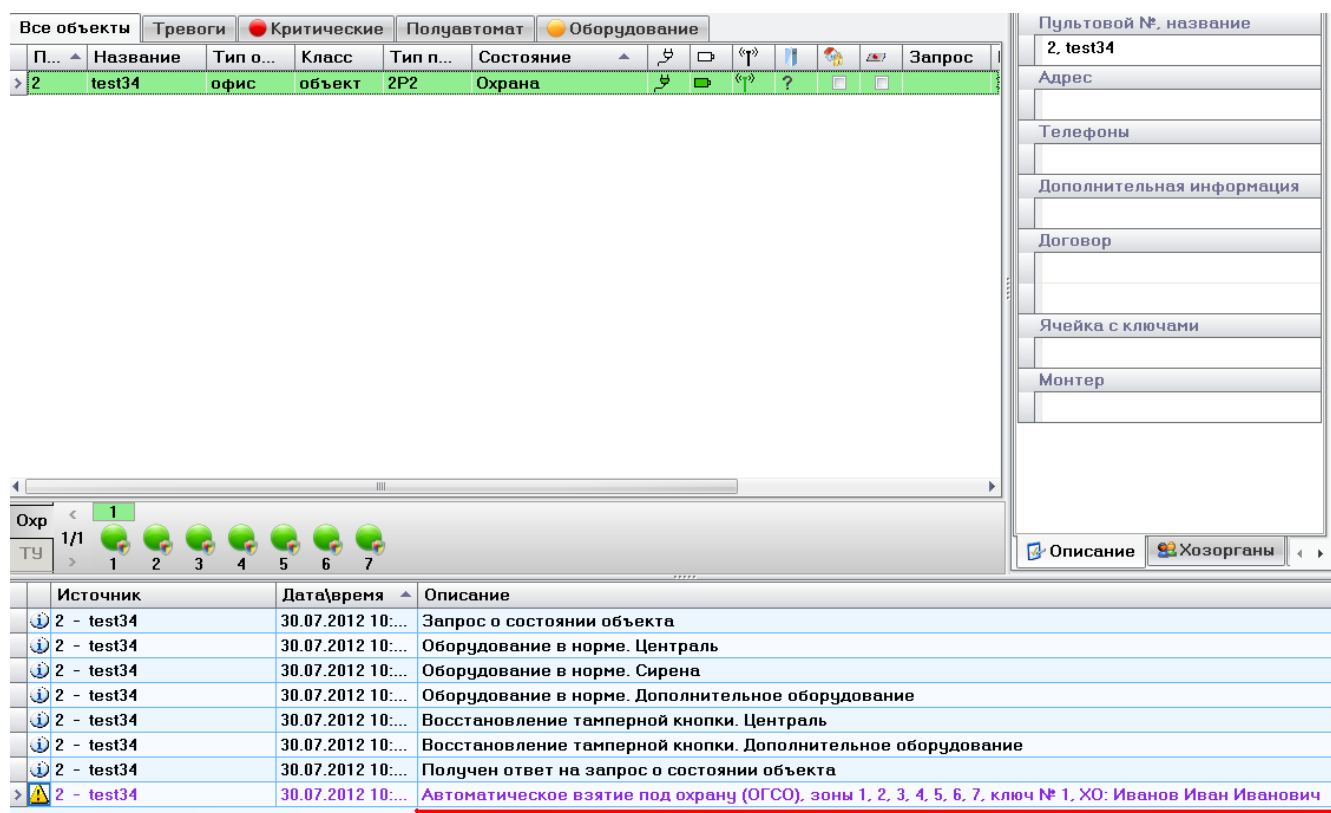 Все объекты Тревоги Критические Полуавтомат Оборудование
П... Название Тип о... Класс Тип п... Состояние Запрос
2 test34 офис объект 2P2 Охрана ?
Пультовой №, название
2, test34
Адрес
Телефоны
Дополнительная информация
Договор
Ячейка с ключами
Монтер
Описание Хозорганы
Охр < 1
1/1
ТУ > 1 2 3 4 5 6 7
Источник Дата\время Описание
2 - test34 30.07.2012 10:... Запрос о состоянии объекта
2 - test34 30.07.2012 10:... Оборудование в норме. Централь
2 - test34 30.07.2012 10:... Оборудование в норме. Сирена
2 - test34 30.07.2012 10:... Оборудование в норме. Дополнительное оборудование
2 - test34 30.07.2012 10:... Восстановление тамперной кнопки. Централь
2 - test34 30.07.2012 10:... Восстановление тамперной кнопки. Дополнительное оборудование
2 - test34 30.07.2012 10:... Получен ответ на запрос о состоянии объекта
2 - test34 30.07.2012 10:... Автоматическое взятие под охрану (ОГСО), зоны 1, 2, 3, 4, 5, 6, 7, ключ № 1, ХО: Иванов Иван Иванович